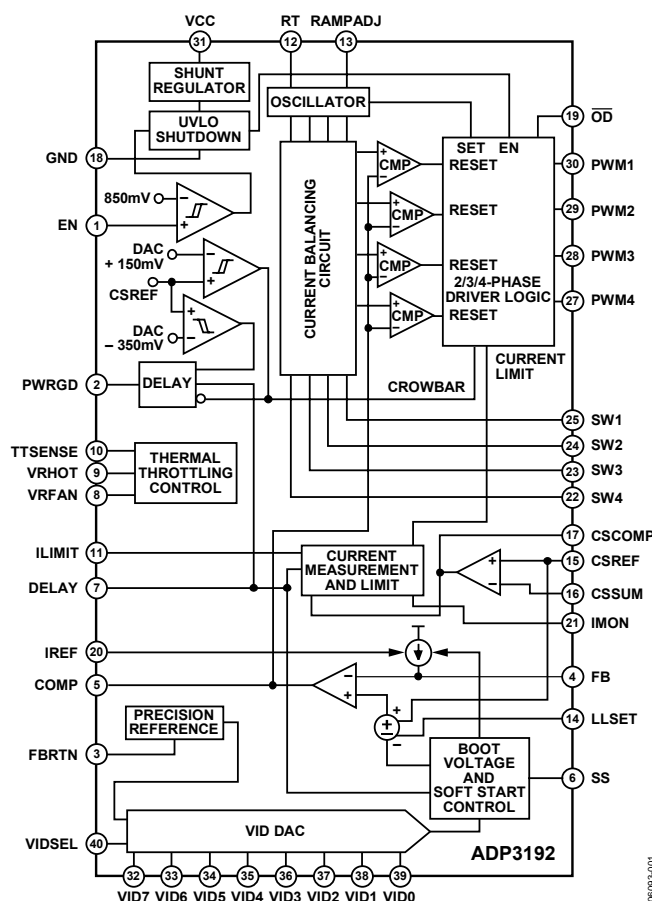 VCC RT RAMPADJ
31 12 13
SHUNT
REGULATOR
OSCILLATOR
UVLO
SHUTDOWN
19 OD
SET EN
GND 18
850mV
–
+
EN 1
CURRENT BALANCING
CIRCUIT
+
–
CMP
RESET
30 PWM1
+
–
CMP
RESET
29 PWM2
+
–
CMP
RESET
28 PWM3
+
–
CMP
RESET
27 PWM4
2/3/4-PHASE
DRIVER LOGIC
DAC
+ 150mV
–
+
CSREF
DAC
– 350mV
+
–
CURRENT
LIMIT
CROWBAR
PWRGD 2
DELAY
25 SW1
24 SW2
23 SW3
22 SW4
TTSENSE 10
VRHOT 9
VRFAN 8
THERMAL
THROTTLING
CONTROL
17 CSCOMP
ILIMIT 11
CURRENT
MEASUREMENT
AND LIMIT
+
–
15 CSREF
DELAY 7
16 CSSUM
21 IMON
IREF 20
COMP 5
–
+
4 FB
+
–
14 LLSET
PRECISION
REFERENCE
FBRTN 3
BOOT
VOLTAGE
AND
SOFT START
CONTROL
6 SS
VID DAC
VIDSEL 40
ADP3192
32 33 34 35 36 37 38 39
VID7 VID6 VID5 VID4 VID3 VID2 VID1 VID0
06093-001